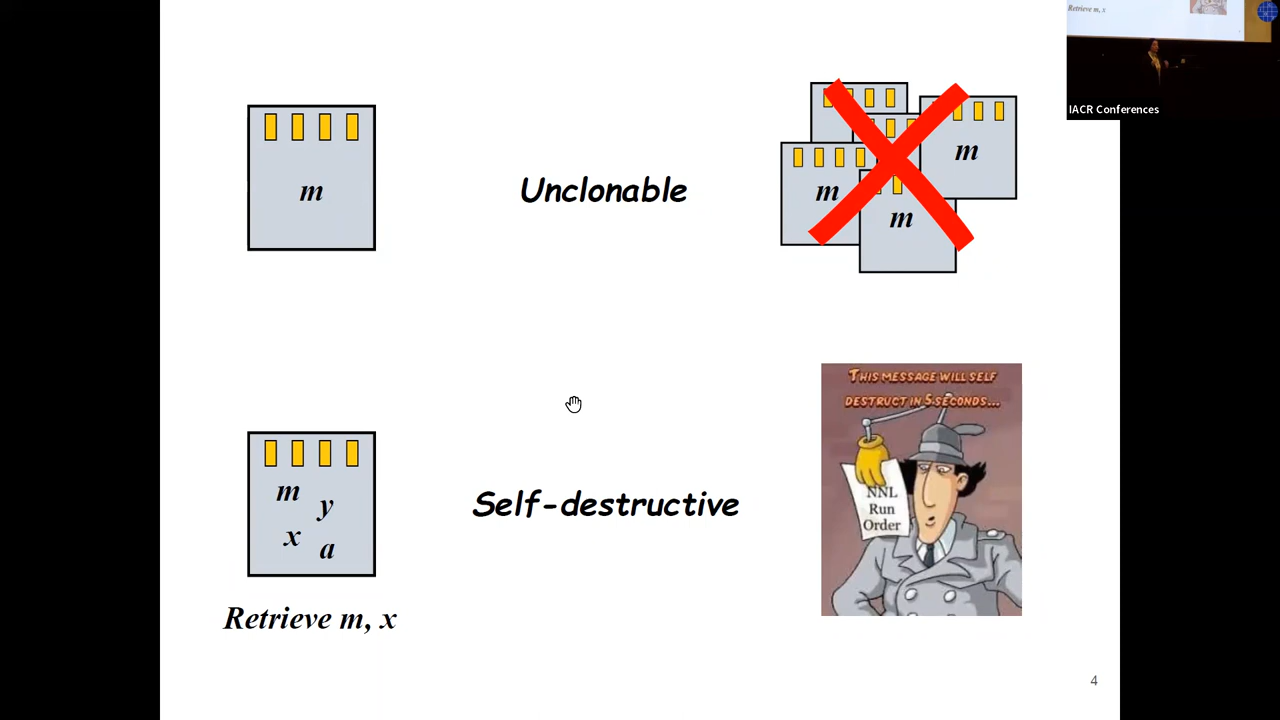 Retrieve m, x
IACR Conferences
m
Unclonable
m
m
m
THIS MESSAGE WILL SELF
DESTRUCT IN 5 SECONDS...
NNL
Run
Order
m
y
x
a
Self-destructive
Retrieve m, x
4